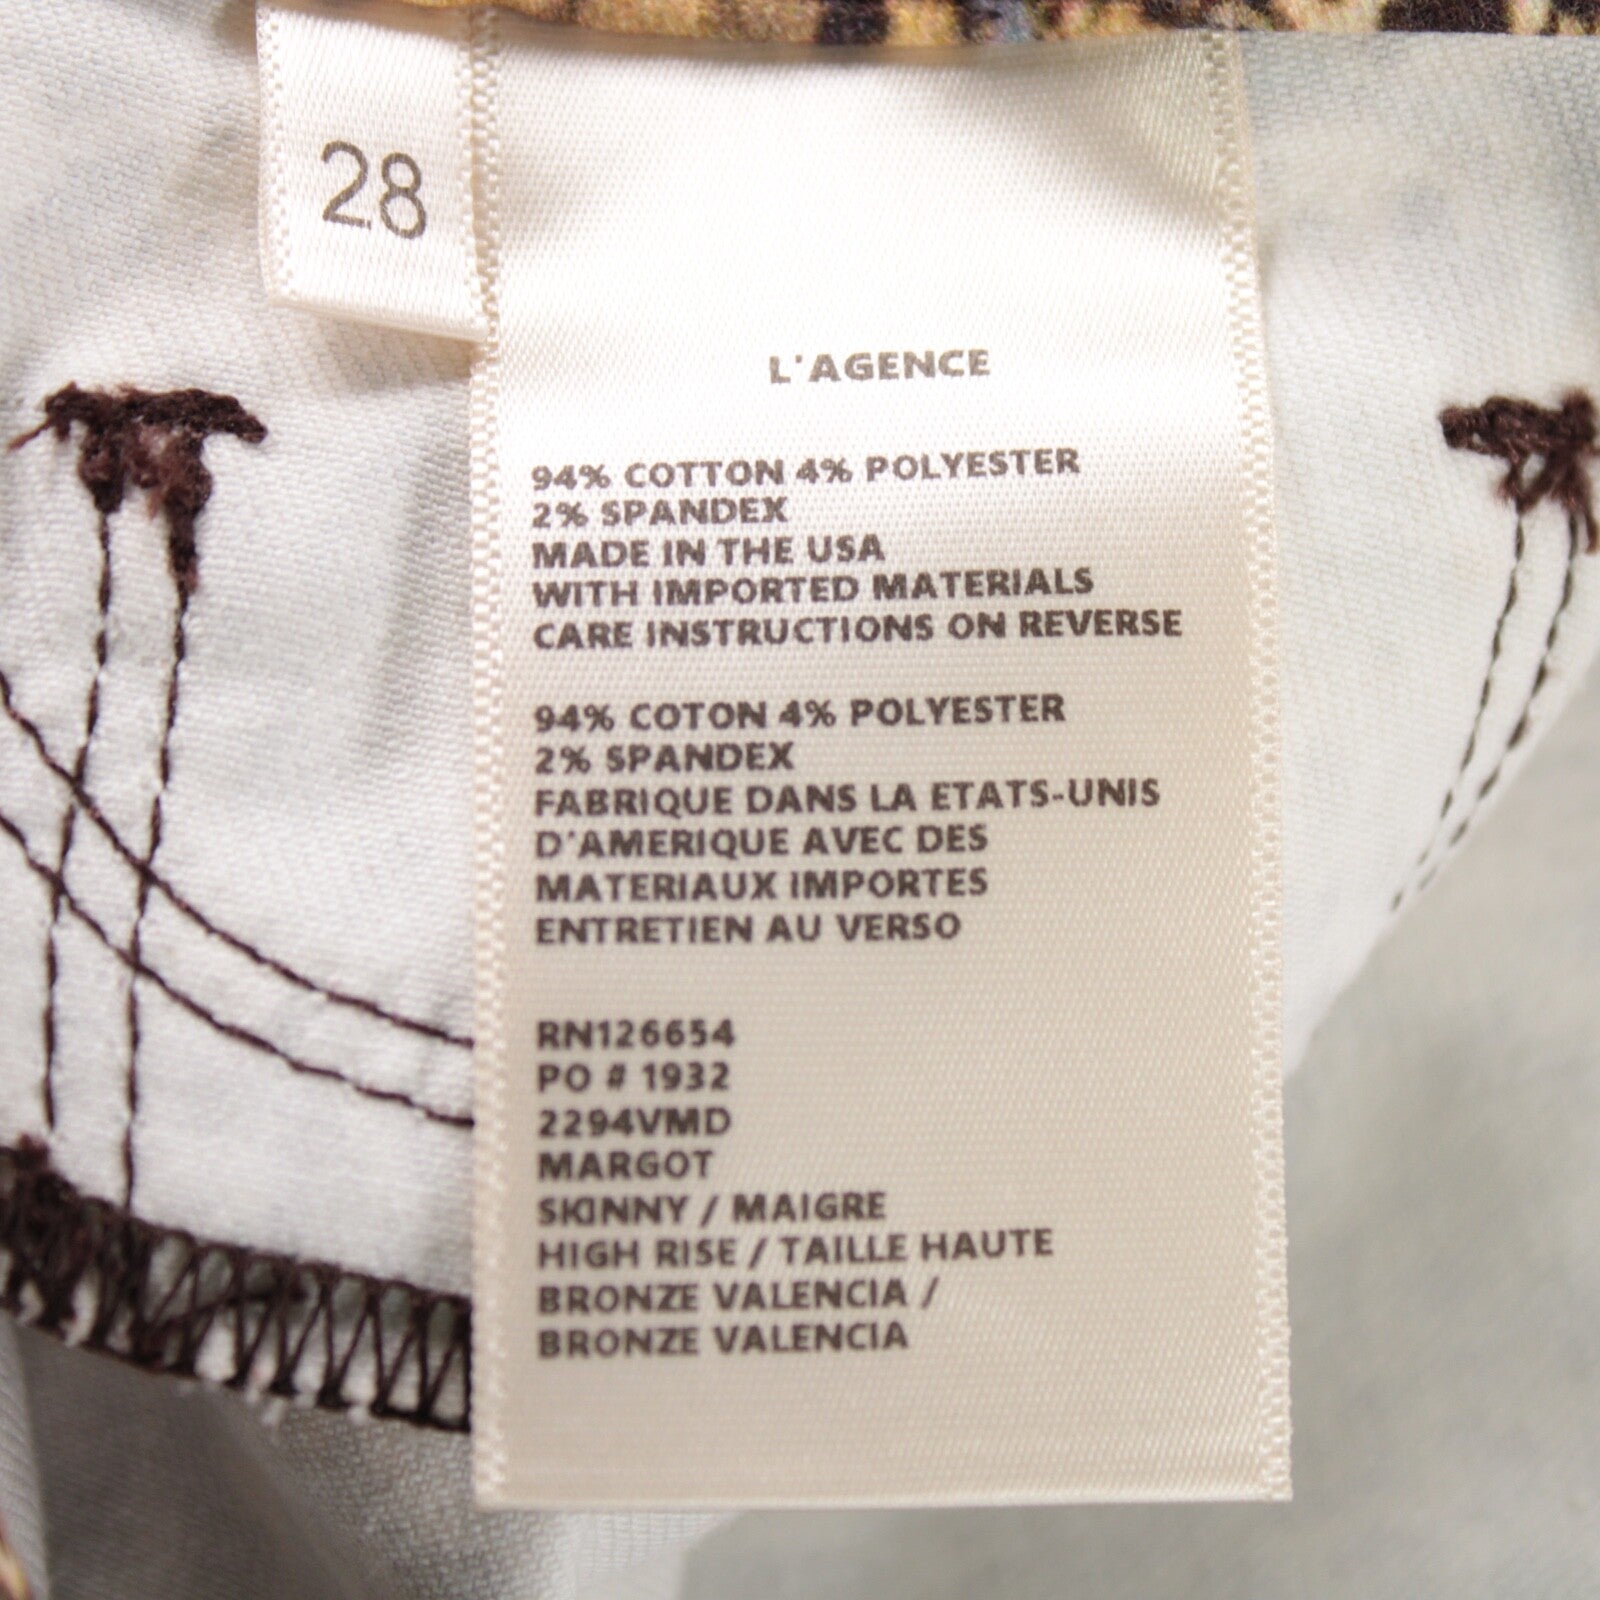 28
L'AGENCE
94% COTTON 4% POLYESTER
2% SPANDEX
MADE IN THE USA
WITH IMPORTED MATERIALS
CARE INSTRUCTIONS ON REVERSE
94% COTON 4% POLYESTER
2% SPANDEX
FABRIQUE DANS LA ETATS-UNIS
D'AMERIQUE AVEC DES
MATERIAUX IMPORTES
ENTRETIEN AU VERSO
RN126654
PO # 1932
2294VMD
MARGOT
SKINNY / MAIGRE
HIGH RISE / TAILLE HAUTE
BRONZE VALENCIA /
BRONZE VALENCIA